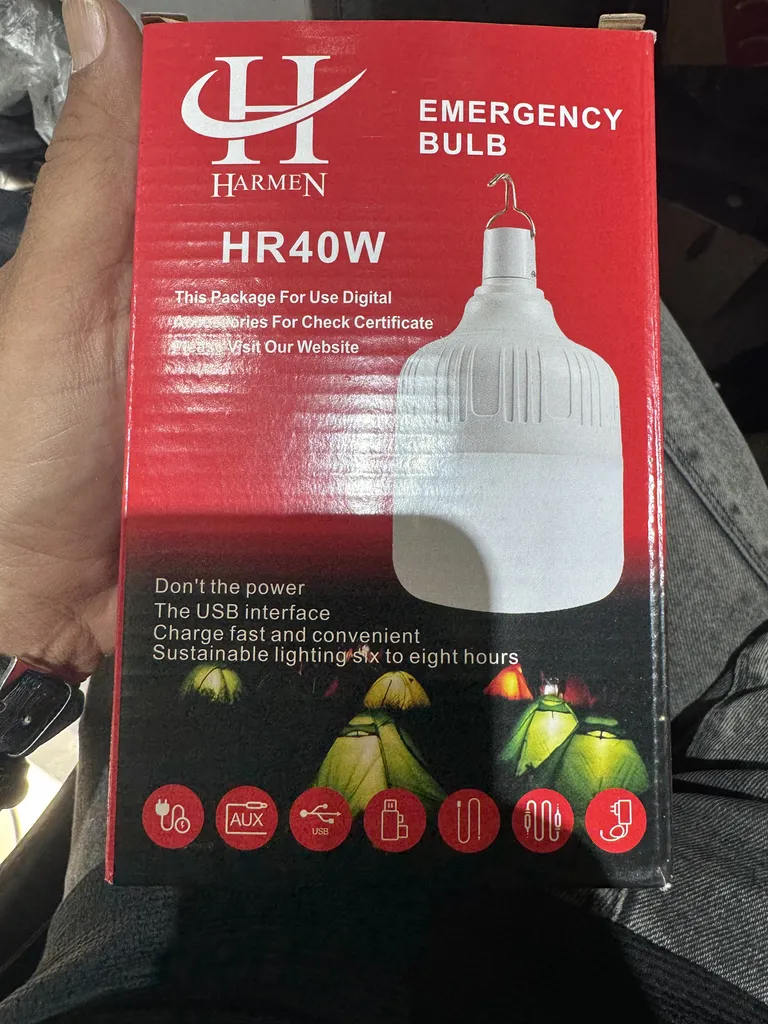 H
HARMEN
EMERGENCY
BULB
HR40W
This Package For Use Digital
Accessories For Check Certificate
Please Visit Our Website
Don't the power
The USB interface
Charge fast and convenient
Sustainable lighting six to eight hours
AUX
USB